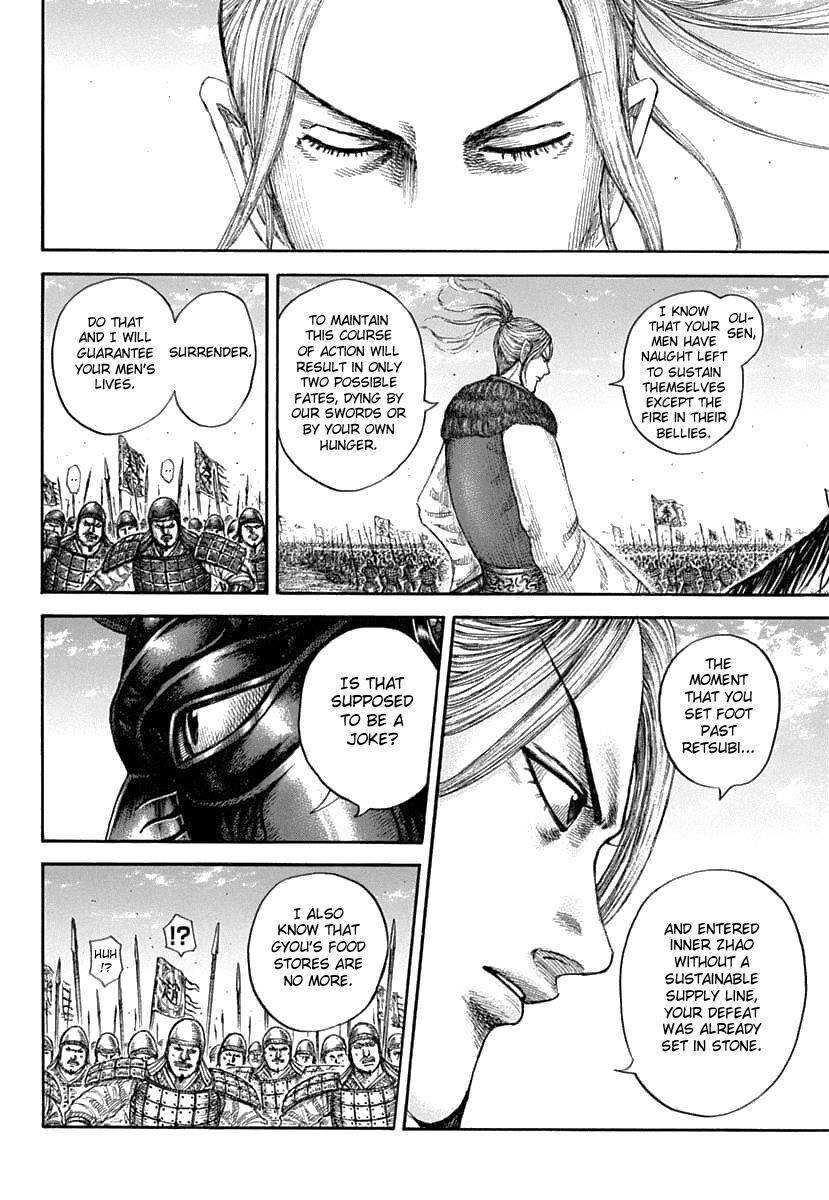 OU-
SEN,
I KNOW
THAT YOUR
MEN HAVE
NAUGHT LEFT
TO SUSTAIN
THEMSELVES
EXCEPT THE
FIRE IN THEIR
BELLIES.
TO MAINTAIN
THIS COURSE
OF ACTION WILL
RESULT IN ONLY
TWO POSSIBLE
FATES, DYING BY
OUR SWORDS OR
BY YOUR OWN
HUNGER.
SURRENDER.
DO THAT
AND I WILL
GUARANTEE
YOUR MEN'S
LIVES.
...
...
THE
MOMENT
THAT YOU
SET FOOT
PAST
RETSUBI...
AND ENTERED
INNER ZHAO
WITHOUT A
SUSTAINABLE
SUPPLY LINE,
YOUR DEFEAT
WAS ALREADY
SET IN STONE.
IS THAT
SUPPOSED
TO BE A
JOKE?
I ALSO
KNOW THAT
GYOU'S FOOD
STORES ARE
NO MORE.
!?
HUH
!?